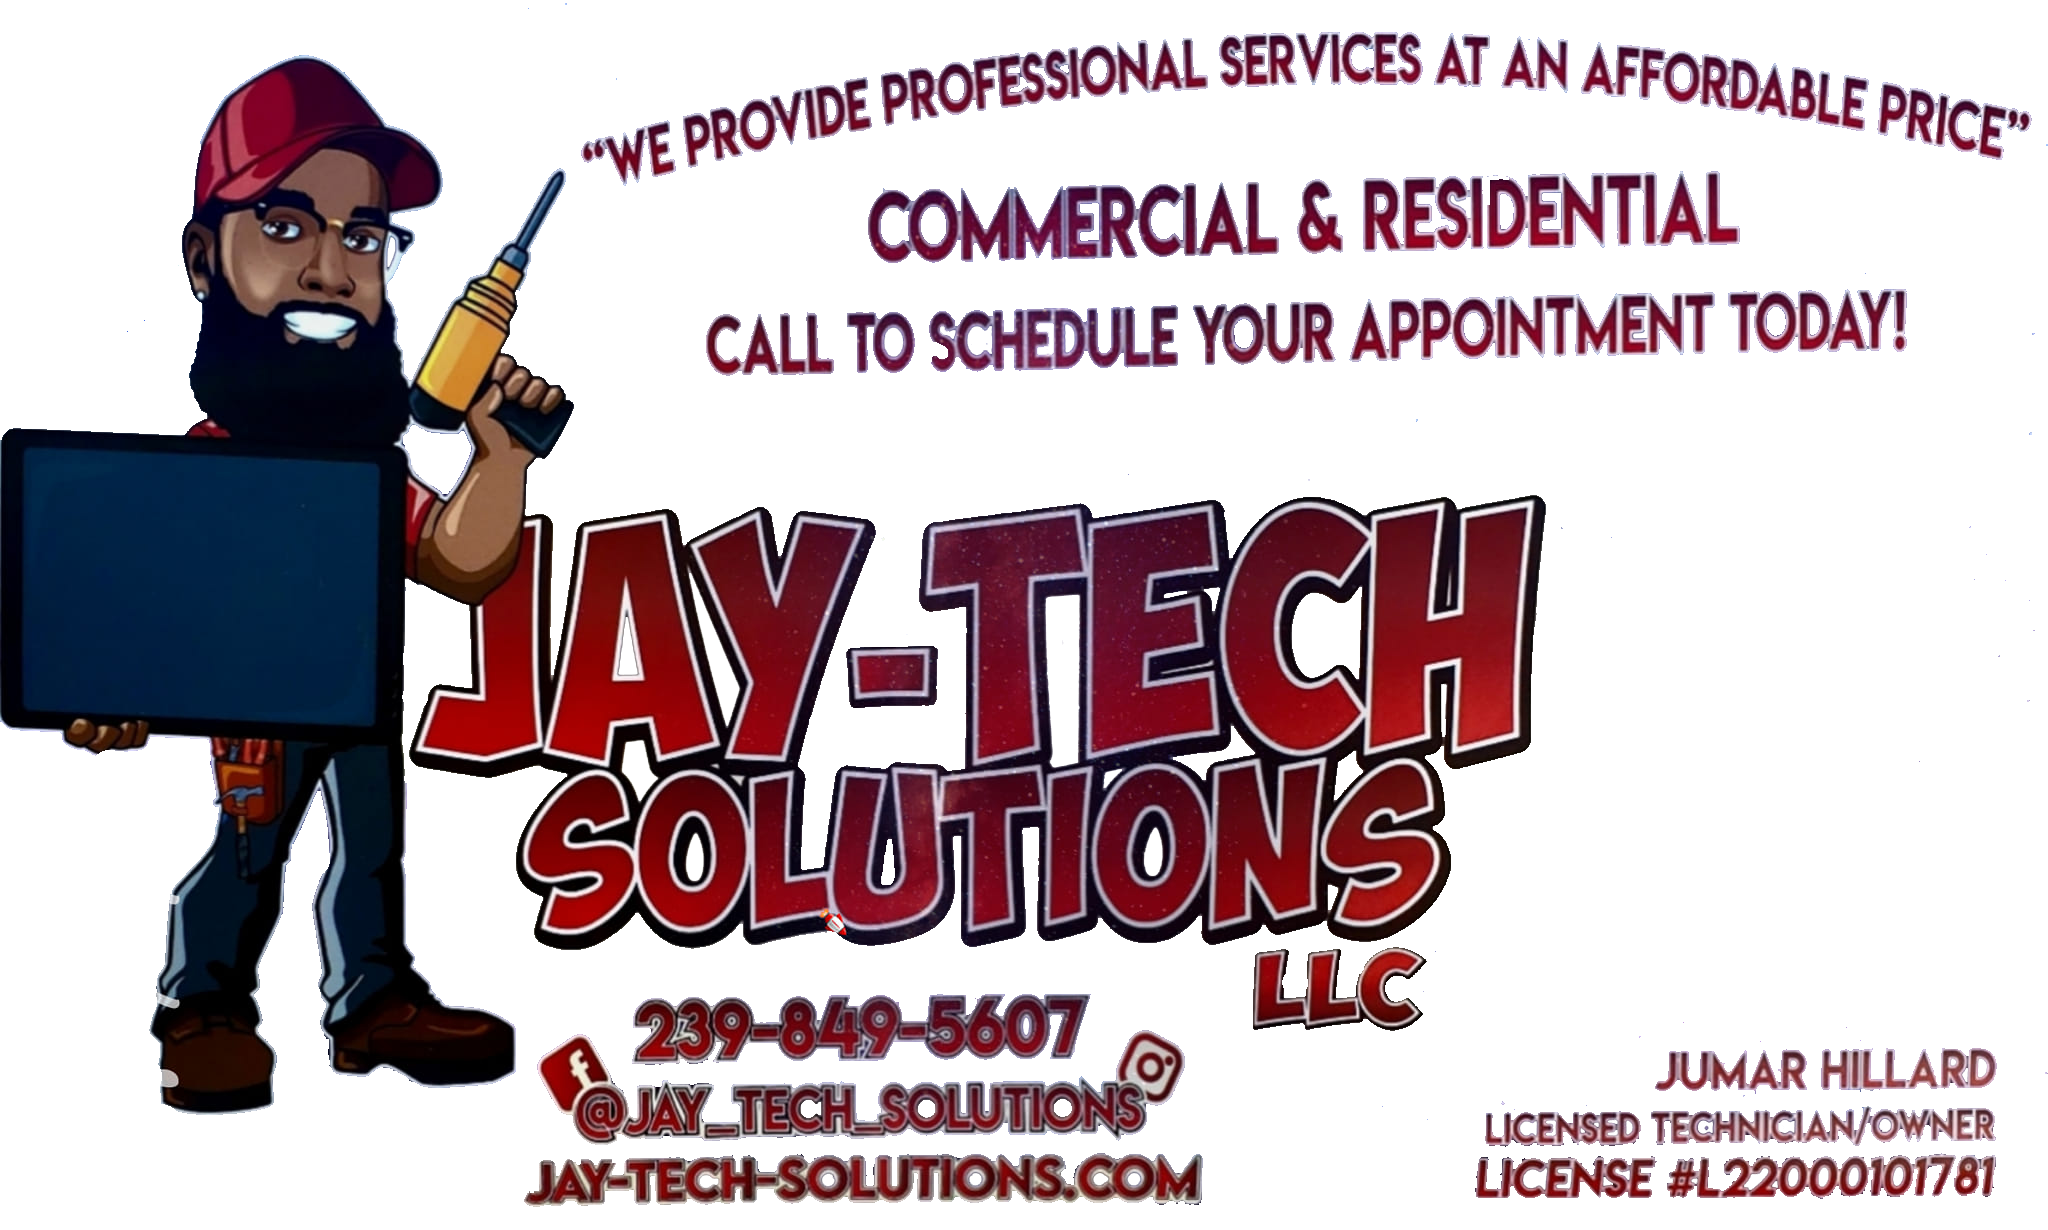 “WE PROVIDE PROFESSIONAL SERVICES AT AN AFFORDABLE PRICE”
COMMERCIAL & RESIDENTIAL
CALL TO SCHEDULE YOUR APPOINTMENT TODAY!
JAY-TECH
SOLUTIONS
LLC
239-849-5607
@JAY_TECH_SOLUTIONS
JAY-TECH-SOLUTIONS.COM
JUMAR HILLARD
LICENSED TECHNICIAN/OWNER
LICENSE #L22000101781